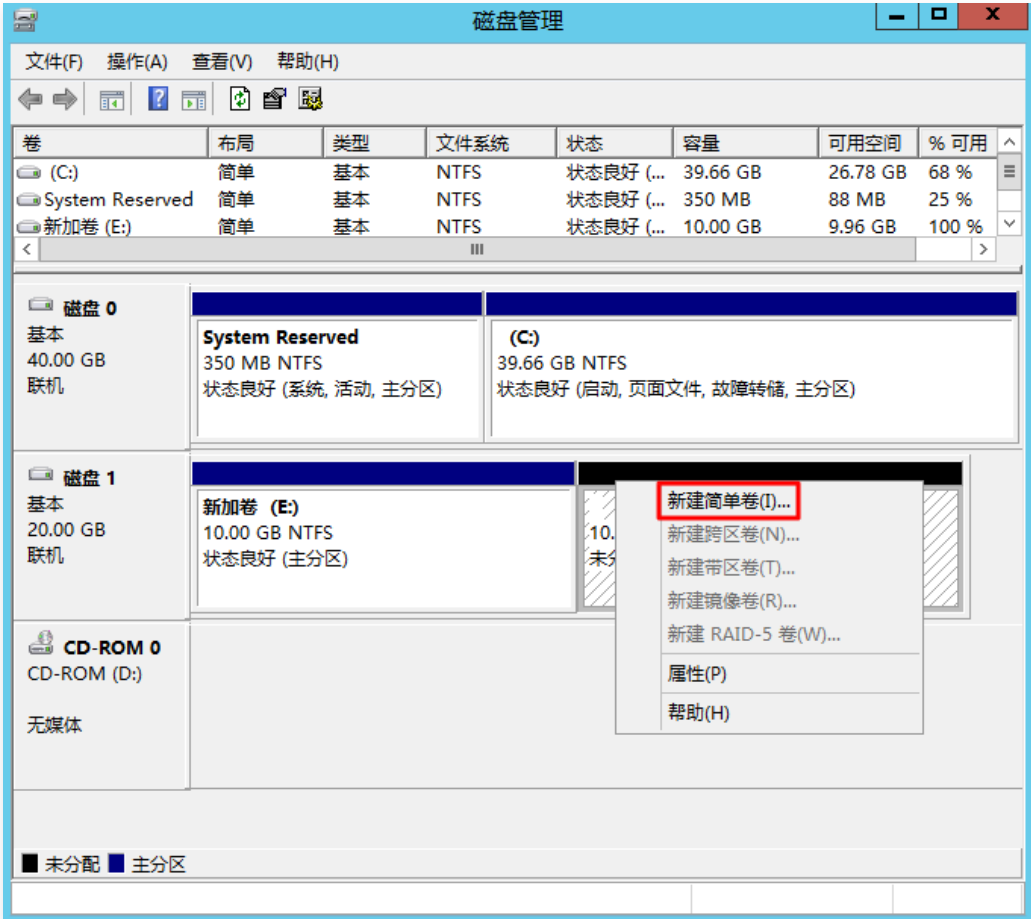 磁盘管理
文件(F) 操作(A) 查看(V) 帮助(H)
卷 布局 类型 文件系统 状态 容量 可用空间 % 可用
(C:) 简单 基本 NTFS 状态良好 (... 39.66 GB 26.78 GB 68 %
System Reserved 简单 基本 NTFS 状态良好 (... 350 MB 88 MB 25 %
新加卷 (E:) 简单 基本 NTFS 状态良好 (... 10.00 GB 9.96 GB 100 %
磁盘 0
基本
40.00 GB
联机
System Reserved
350 MB NTFS
状态良好 (系统, 活动, 主分区)
(C:)
39.66 GB NTFS
状态良好 (启动, 页面文件, 故障转储, 主分区)
磁盘 1
基本
20.00 GB
联机
新加卷 (E:)
10.00 GB NTFS
状态良好 (主分区)
10.
未分
新建简单卷(I)...
新建跨区卷(N)...
新建带区卷(T)...
新建镜像卷(R)...
新建 RAID-5 卷(W)...
属性(P)
帮助(H)
CD-ROM 0
CD-ROM (D:)
无媒体
未分配 主分区